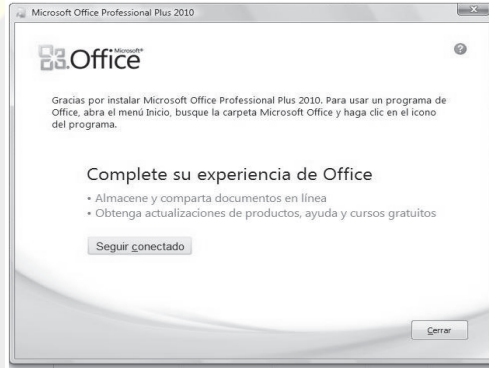 Microsoft Office Professional Plus 2010
Microsoft®
Office
Gracias por instalar Microsoft Office Professional Plus 2010. Para usar un programa de
Office, abra el menú Inicio, busque la carpeta Microsoft Office y haga clic en el icono
del programa.
Complete su experiencia de Office
• Almacene y comparta documentos en línea
• Obtenga actualizaciones de productos, ayuda y cursos gratuitos
Seguir conectado
Cerrar